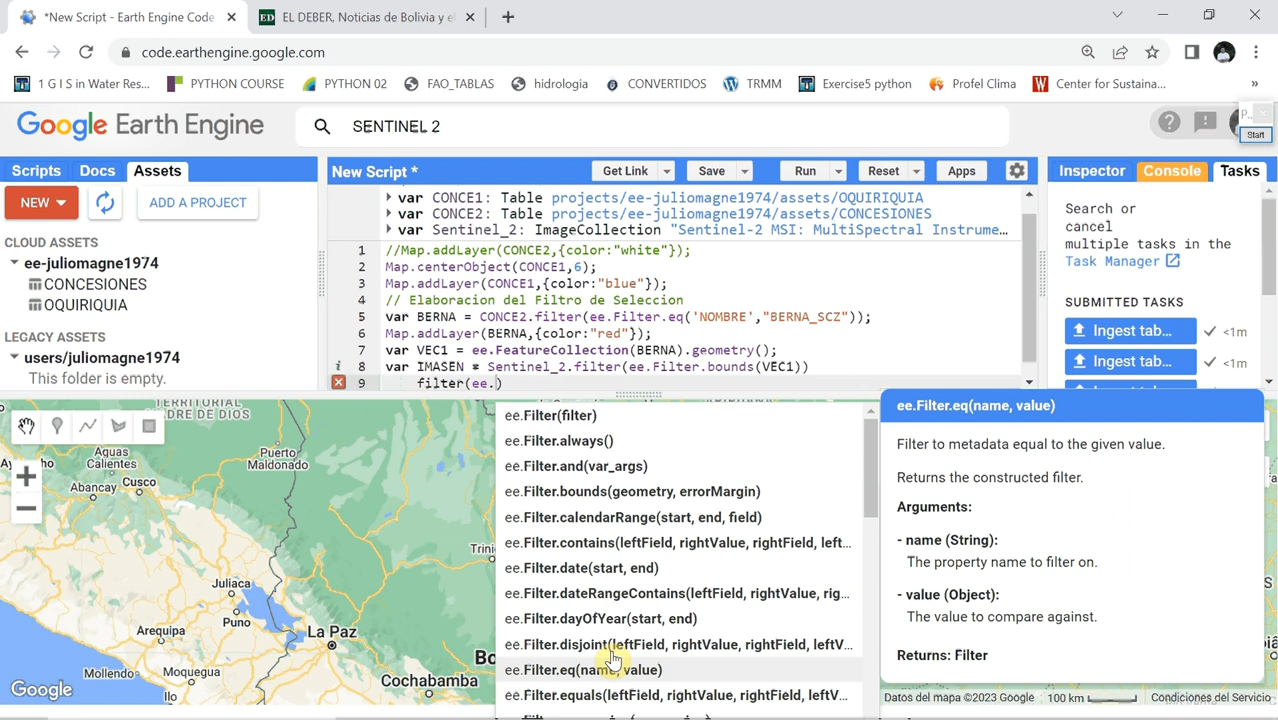 *New Script - Earth Engine Code
EL DEBER, Noticias de Bolivia y el
code.earthengine.google.com
1 G I S in Water Res...
PYTHON COURSE
PYTHON 02
FAO_TABLAS
hidrologia
CONVERTIDOS
TRMM
Exercise5 python
Profel Clima
Center for Sustaina...
»
Google Earth Engine
SENTINEL 2
P...
Start
Scripts Docs Assets
NEW
ADD A PROJECT
CLOUD ASSETS
ee-juliomagne1974
CONCESIONES
OQUIRIQUIA
LEGACY ASSETS
users/juliomagne1974
This folder is empty.
New Script *
Get Link
Save
Run
Reset
Apps
var CONCE1: Table projects/ee-juliomagne1974/assets/OQUIRIQUIA
var CONCE2: Table projects/ee-juliomagne1974/assets/CONCESIONES
var Sentinel_2: ImageCollection "Sentinel-2 MSI: MultiSpectral Instrume...
1 //Map.addLayer(CONCE2,{color:"white"});
2 Map.centerObject(CONCE1,6);
3 Map.addLayer(CONCE1,{color:"blue"});
4 // Elaboracion del Filtro de Seleccion
5 var BERNA = CONCE2.filter(ee.Filter.eq('NOMBRE',"BERNA_SCZ"));
6 Map.addLayer(BERNA,{color:"red"});
7 var VEC1 = ee.FeatureCollection(BERNA).geometry();
i 8 var IMASEN = Sentinel_2.filter(ee.Filter.bounds(VEC1))
9 filter(ee.)
Inspector Console Tasks
Search or
cancel
multiple tasks in the
Task Manager
SUBMITTED TASKS
Ingest tab...
<1m
Ingest tab...
<1m
ee.Filter(filter)
ee.Filter.always()
ee.Filter.and(var_args)
ee.Filter.bounds(geometry, errorMargin)
ee.Filter.calendarRange(start, end, field)
ee.Filter.contains(leftField, rightValue, rightField, left...
ee.Filter.date(start, end)
ee.Filter.dateRangeContains(leftField, rightValue, rig...
ee.Filter.dayOfYear(start, end)
ee.Filter.disjoint(leftField, rightValue, rightField, leftV...
ee.Filter.eq(name, value)
ee.Filter.equals(leftField, rightValue, rightField, leftV...
ee.Filter.eq(name, value)
Filter to metadata equal to the given value.
Returns the constructed filter.
Arguments:
- name (String):
The property name to filter on.
- value (Object):
The value to compare against.
Returns: Filter
TERRITORIAL
MADRE DE DIOS
Aguas
Calientes
Cusco
Abancay
Puerto
Maldonado
Juliaca
Puno
Arequipa
La Paz
Mollendo
Moquegua
Ilo
Cochabamba
Google
Datos del mapa ©2023 Google
100 km
Condiciones del Servicio